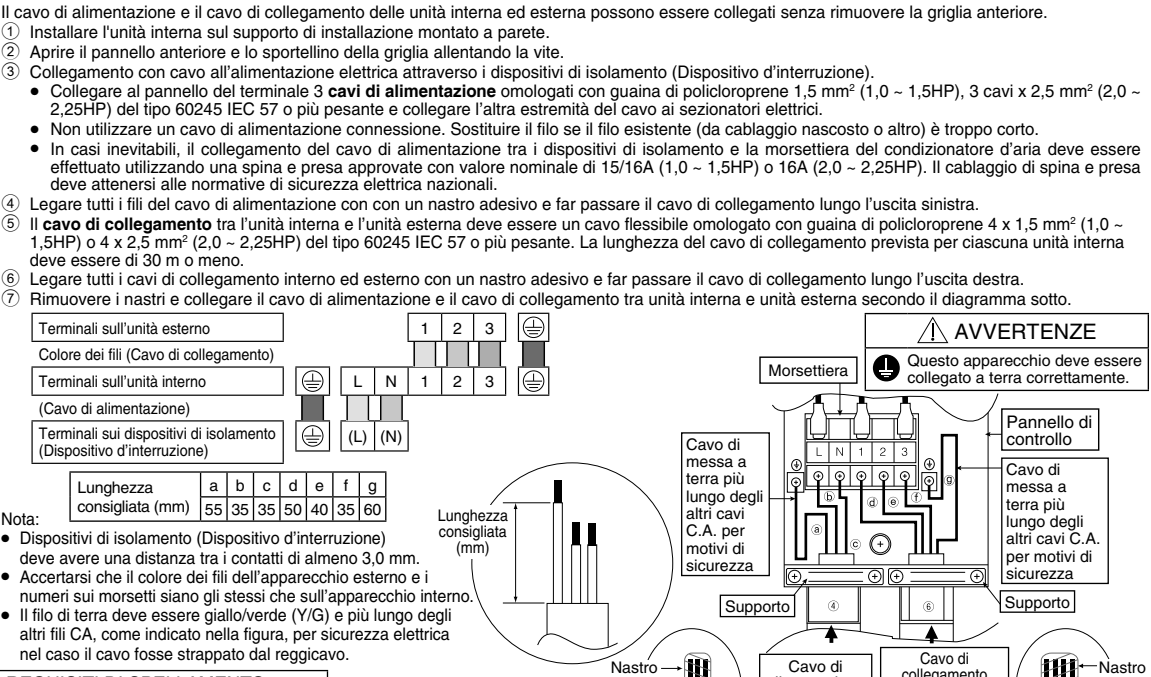 Il cavo di alimentazione e il cavo di collegamento delle unità interna ed esterna possono essere collegati senza rimuovere la griglia anteriore.
① Installare l'unità interna sul supporto di installazione montato a parete.
② Aprire il pannello anteriore e lo sportellino della griglia allentando la vite.
③ Collegamento con cavo all'alimentazione elettrica attraverso i dispositivi di isolamento (Dispositivo d'interruzione).
• Collegare al pannello del terminale 3 cavi di alimentazione omologati con guaina di policloroprene 1,5 mm² (1,0 ~ 1,5HP), 3 cavi x 2,5 mm² (2,0 ~
2,25HP) del tipo 60245 IEC 57 o più pesante e collegare l'altra estremità del cavo ai sezionatori elettrici.
• Non utilizzare un cavo di alimentazione connessione. Sostituire il filo se il filo esistente (da cablaggio nascosto o altro) è troppo corto.
• In casi inevitabili, il collegamento del cavo di alimentazione tra i dispositivi di isolamento e la morsettiera del condizionatore d'aria deve essere
effettuato utilizzando una spina e presa approvate con valore nominale di 15/16A (1,0 ~ 1,5HP) o 16A (2,0 ~ 2,25HP). Il cablaggio di spina e presa
deve attenersi alle normative di sicurezza elettrica nazionali.
④ Legare tutti i fili del cavo di alimentazione con con un nastro adesivo e far passare il cavo di collegamento lungo l'uscita sinistra.
⑤ Il cavo di collegamento tra l'unità interna e l'unità esterna deve essere un cavo flessibile omologato con guaina di policloroprene 4 x 1,5 mm² (1,0 ~
1,5HP) o 4 x 2,5 mm² (2,0 ~ 2,25HP) del tipo 60245 IEC 57 o più pesante. La lunghezza del cavo di collegamento prevista per ciascuna unità interna
deve essere di 30 m o meno.
⑥ Legare tutti i cavi di collegamento interno ed esterno con un nastro adesivo e far passare il cavo di collegamento lungo l'uscita destra.
⑦ Rimuovere i nastri e collegare il cavo di alimentazione e il cavo di collegamento tra unità interna e unità esterna secondo il diagramma sotto.
Terminali sull'unità esterno
1 2 3
Colore dei fili (Cavo di collegamento)
Terminali sull'unità interno
L N 1 2 3
(Cavo di alimentazione)
Terminali sui dispositivi di isolamento
(Dispositivo d'interruzione)
(L) (N)
Lunghezza
consigliata (mm)
a b c d e f g
55 35 35 50 40 35 60
Nota:
• Dispositivi di isolamento (Dispositivo d'interruzione)
deve avere una distanza tra i contatti di almeno 3,0 mm.
• Accertarsi che il colore dei fili dell'apparecchio esterno e i
numeri sui morsetti siano gli stessi che sull'apparecchio interno.
• Il filo di terra deve essere giallo/verde (Y/G) e più lungo degli
altri fili CA, come indicato nella figura, per sicurezza elettrica
nel caso il cavo fosse strappato dal reggicavo.
Lunghezza
consigliata
(mm)
AVVERTENZE
Questo apparecchio deve essere
collegato a terra correttamente.
Morsettiera
Pannello di
controllo
Cavo di
messa a
terra più
lungo degli
altri cavi
C.A. per
motivi di
sicurezza
L N 1 2 3
ⓐ
ⓑ
ⓒ
ⓓ
ⓔ
ⓕ
ⓖ
Cavo di
messa a
terra più
lungo degli
altri cavi C.A.
per motivi di
sicurezza
Supporto
④
⑥
Supporto
Nastro
Cavo di
Cavo di
collegamento
Nastro